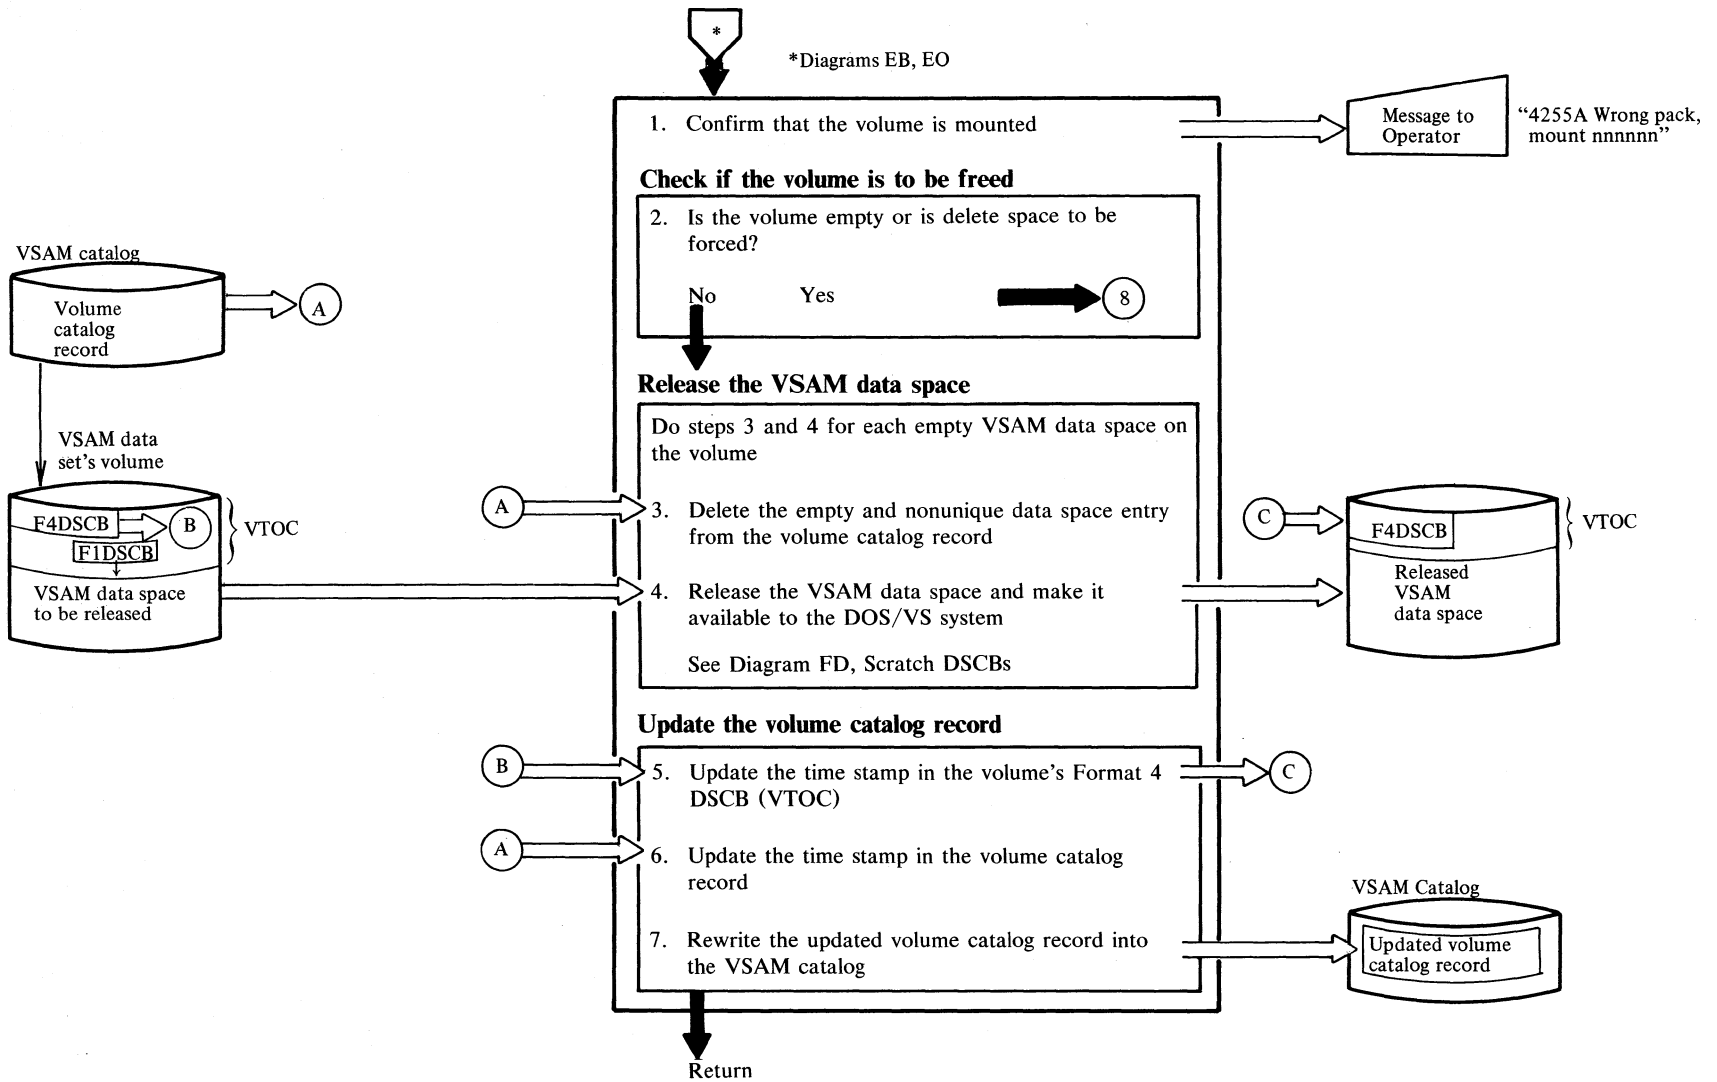 *
*Diagrams EB, EO
1. Confirm that the volume is mounted
Message to
Operator
“4255A Wrong pack,
mount nnnnnn”
Check if the volume is to be freed
2. Is the volume empty or is delete space to be
forced?
No Yes 8
VSAM catalog
Volume
catalog
record
A
Release the VSAM data space
Do steps 3 and 4 for each empty VSAM data space on
the volume
VSAM data
set's volume
F4DSCB
B
F1DSCB
VTOC
VSAM data space
to be released
A
3. Delete the empty and nonunique data space entry
from the volume catalog record
4. Release the VSAM data space and make it
available to the DOS/VS system
See Diagram FD, Scratch DSCBs
C
F4DSCB
VTOC
Released
VSAM
data space
Update the volume catalog record
B
5. Update the time stamp in the volume's Format 4
DSCB (VTOC)
C
A
6. Update the time stamp in the volume catalog
record
7. Rewrite the updated volume catalog record into
the VSAM catalog
VSAM Catalog
Updated volume
catalog record
Return